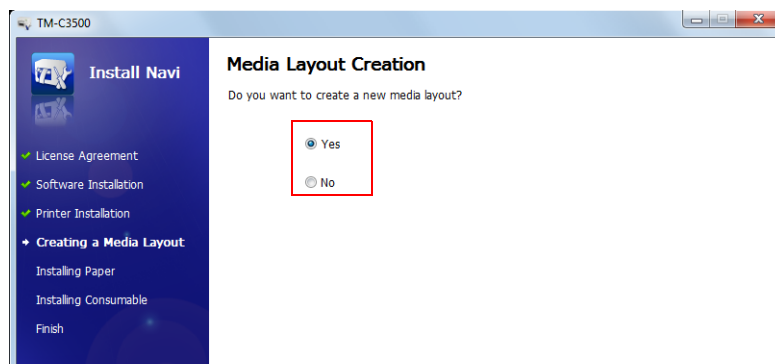 TM-C3500
Install Navi
License Agreement
Software Installation
Printer Installation
Creating a Media Layout
Installing Paper
Installing Consumable
Finish
Media Layout Creation
Do you want to create a new media layout?
Yes
No